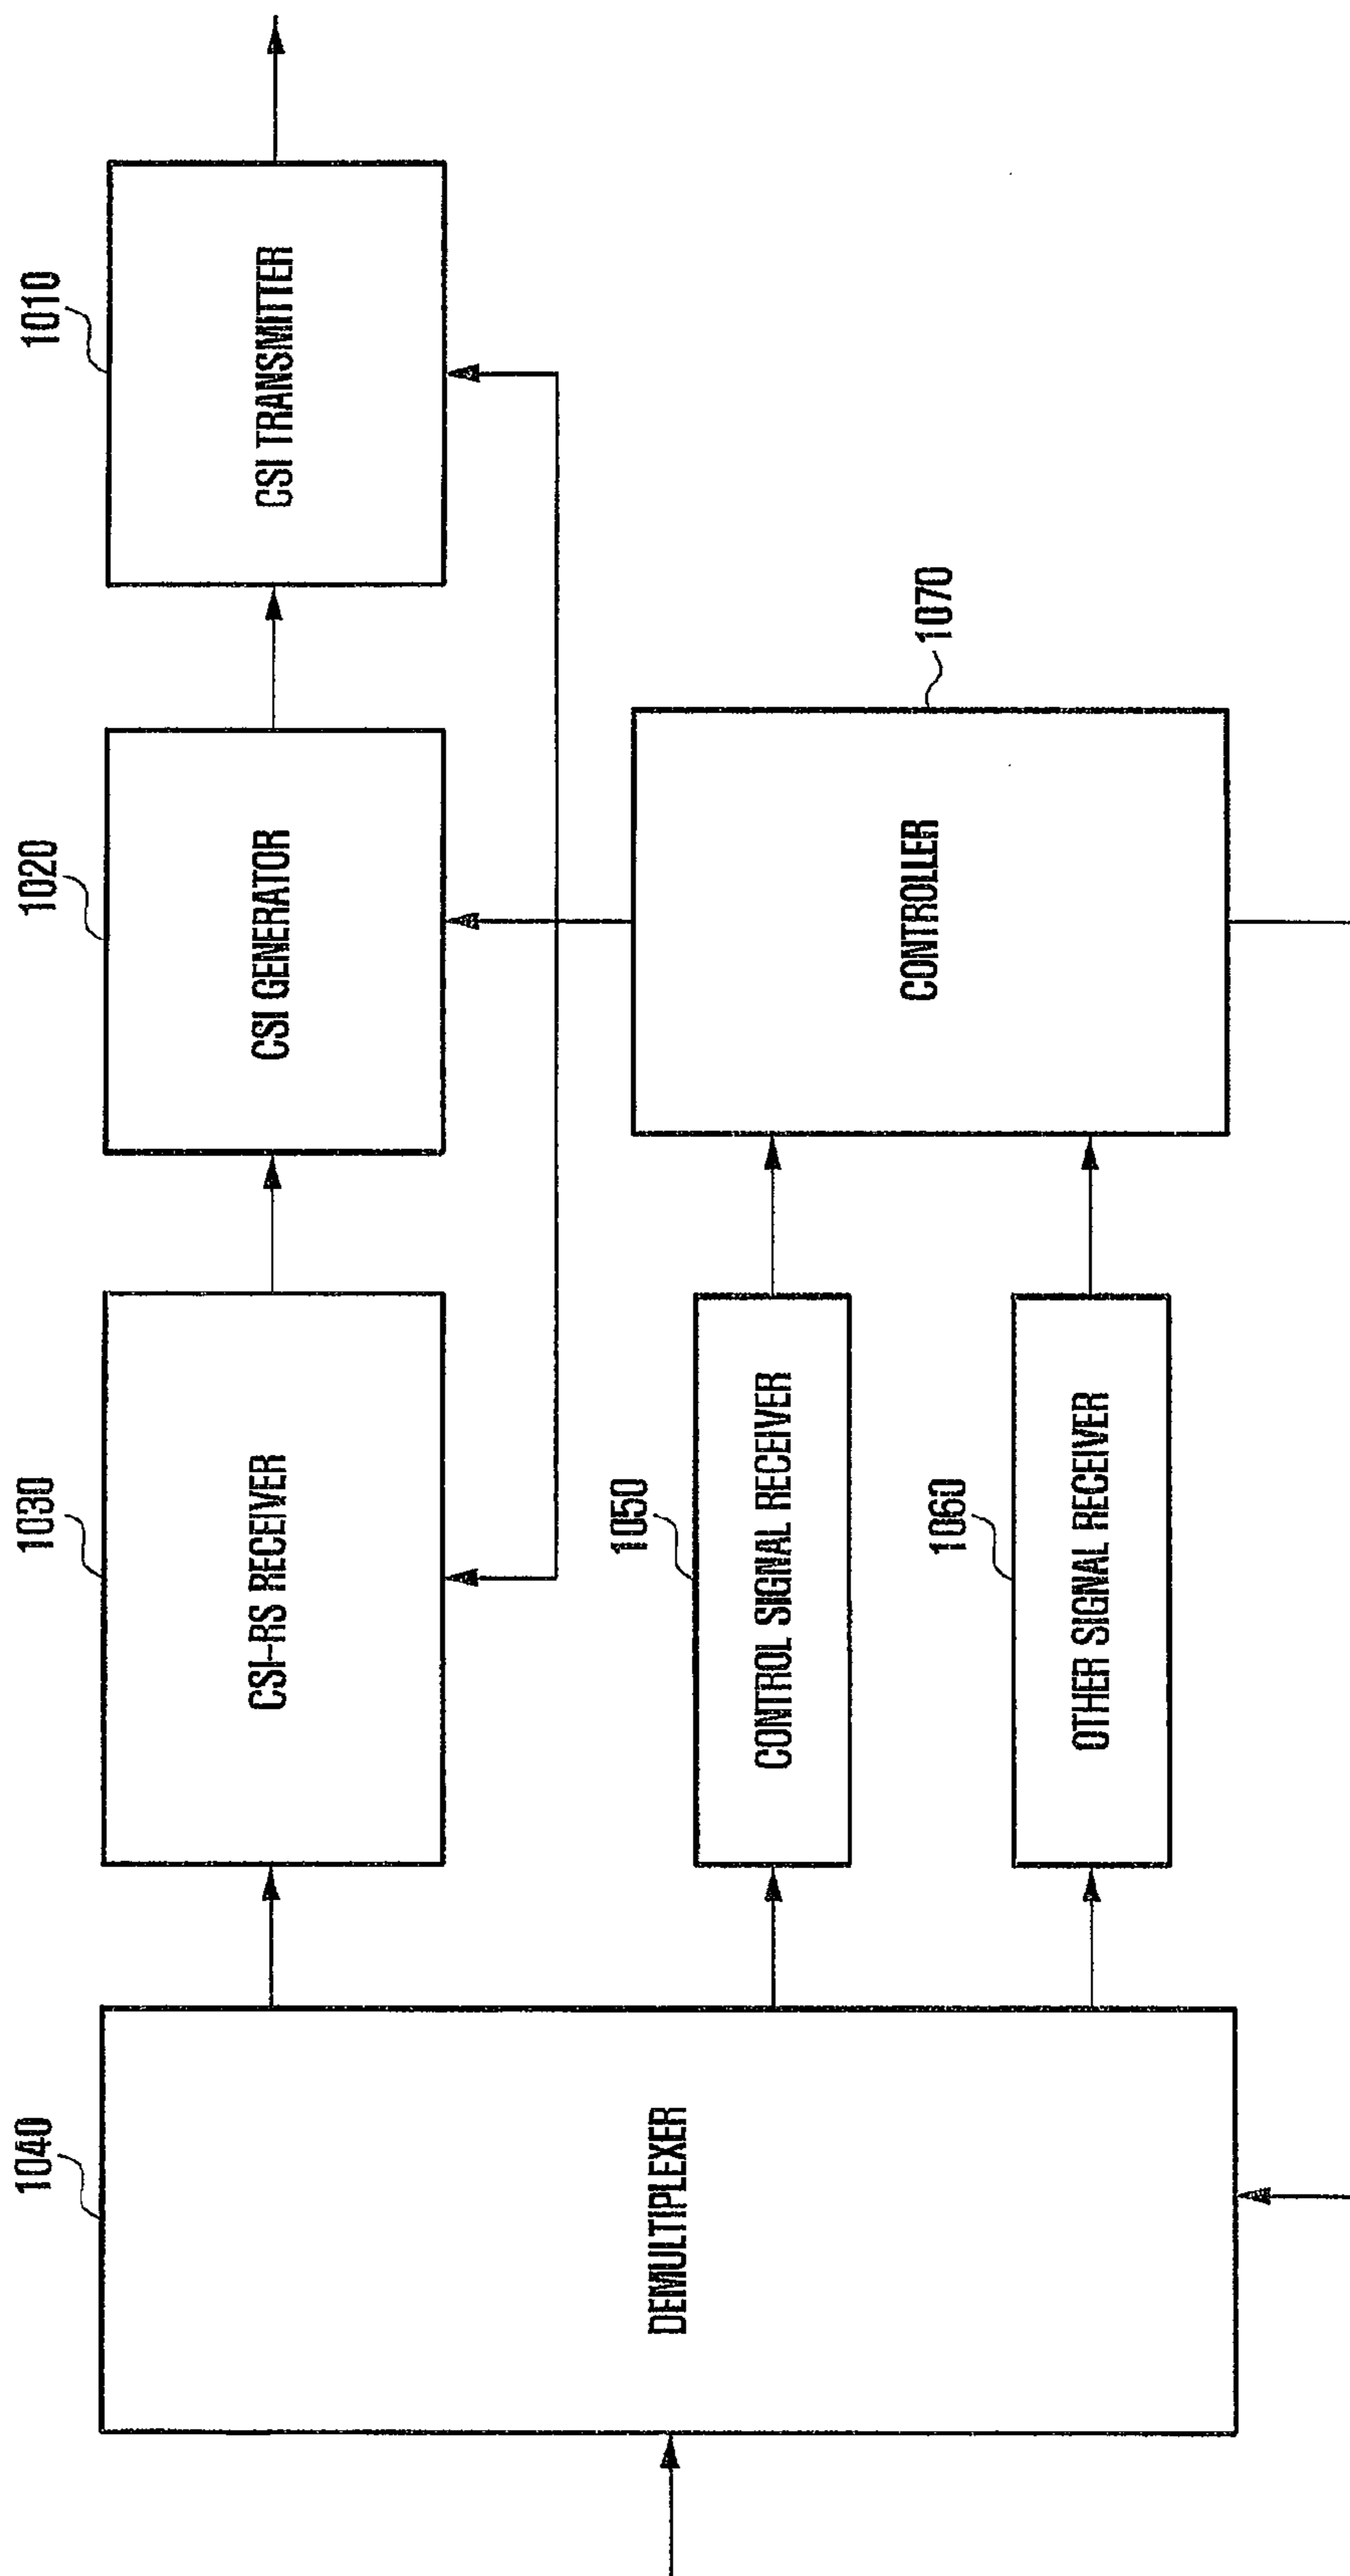 1040
DEMULTIPLEXER
1030
CSI-RS RECEIVER
1020
CSI GENERATOR
1010
CSI TRANSMITTER
1050
CONTROL SIGNAL RECEIVER
1060
OTHER SIGNAL RECEIVER
CONTROLLER
1070